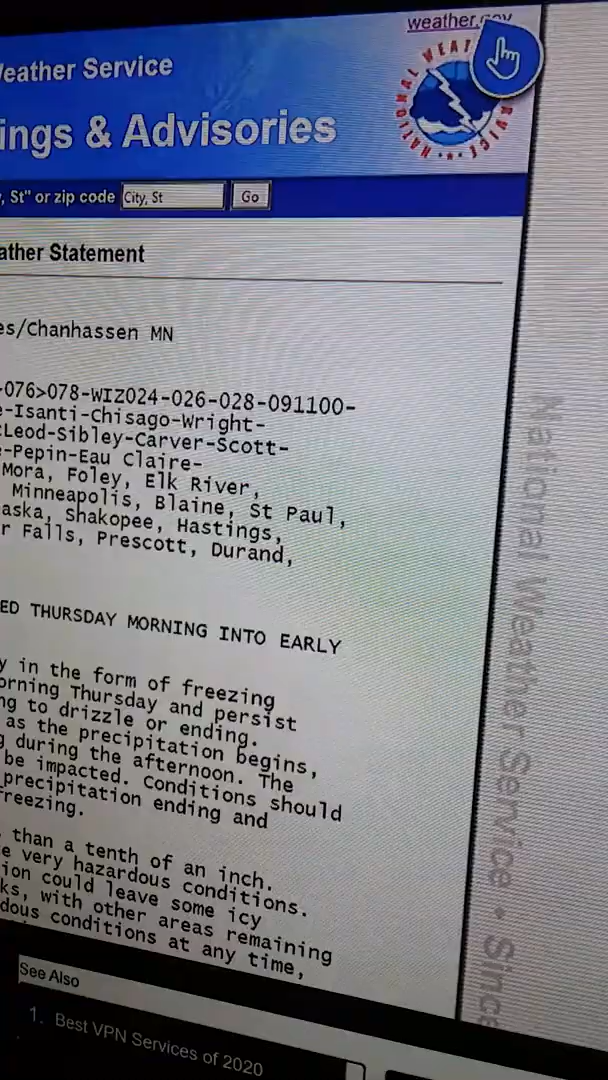 weather.gov
Weather Service
ings & Advisories
NATIONAL WEATHER SERVICE
St" or zip code City, St Go
ather Statement
es/Chanhassen MN
076>078-WIZ024-026-028-091100-
-Isanti-Chisago-Wright-
cLeod-Sibley-Carver-Scott-
-Pepin-Eau Claire-
Mora, Foley, Elk River,
Minneapolis, Blaine, St Paul,
aska, Shakopee, Hastings,
r Falls, Prescott, Durand,
ED THURSDAY MORNING INTO EARLY
y in the form of freezing
orning Thursday and persist
ng to drizzle or ending.
as the precipitation begins,
g during the afternoon. The
be impacted. Conditions should
precipitation ending and
freezing.
than a tenth of an inch.
e very hazardous conditions.
ion could leave some icy
ks, with other areas remaining
dous conditions at any time,
National Weather Service • Since
See Also
1. Best VPN Services of 2020